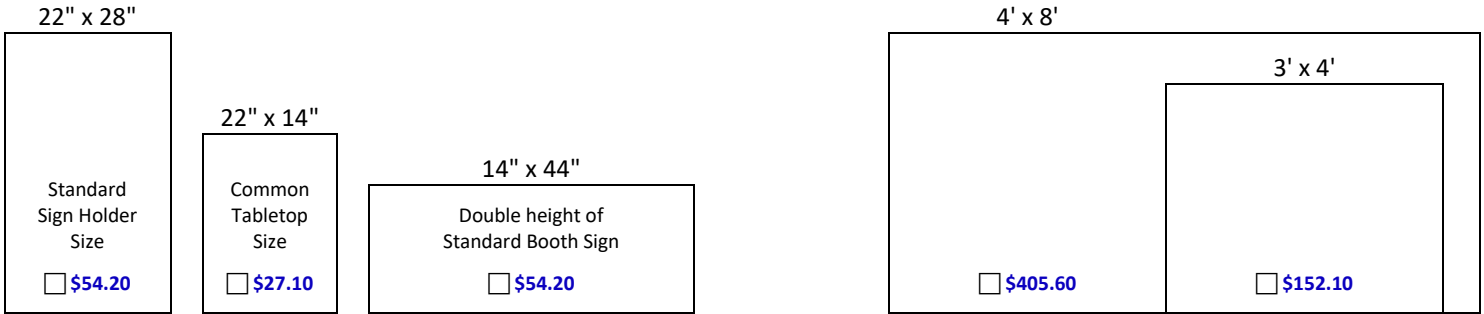 22" x 28"
Standard
Sign Holder
Size
☐ $54.20
22" x 14"
Common
Tabletop
Size
☐ $27.10
14" x 44"
Double height of
Standard Booth Sign
☐ $54.20
4' x 8'
☐ $405.60
3' x 4'
☐ $152.10